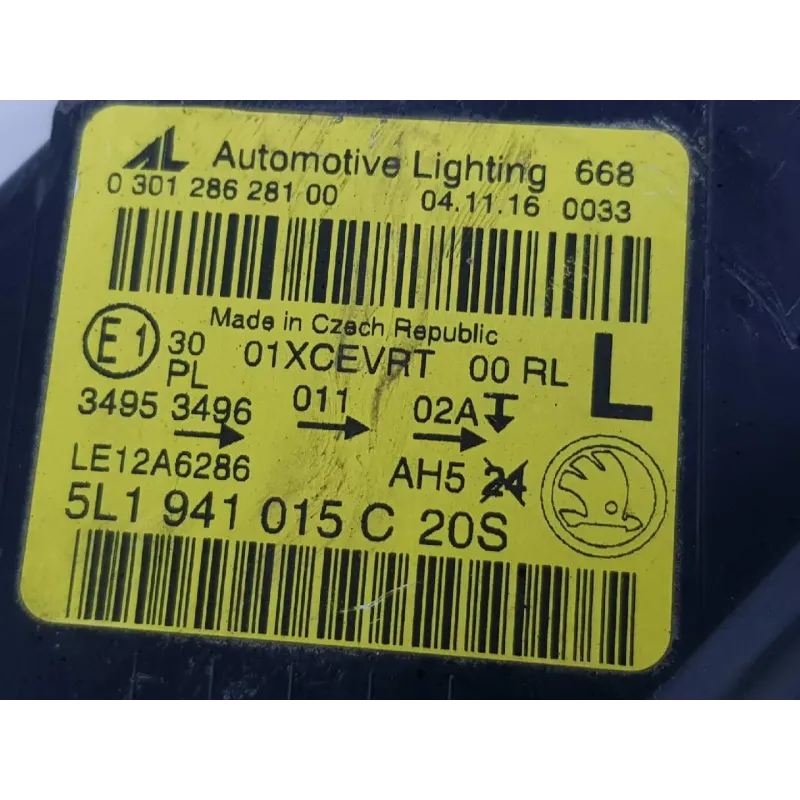 AL Automotive Lighting 668
0 301 286 281 00 04.11.16 0033
Made in Czech Republic
E1 30 01XCEVRT 00 RL L
PL
3495 3496 011 02A
LE12A6286 AH5 24
5L1 941 015 C 20S